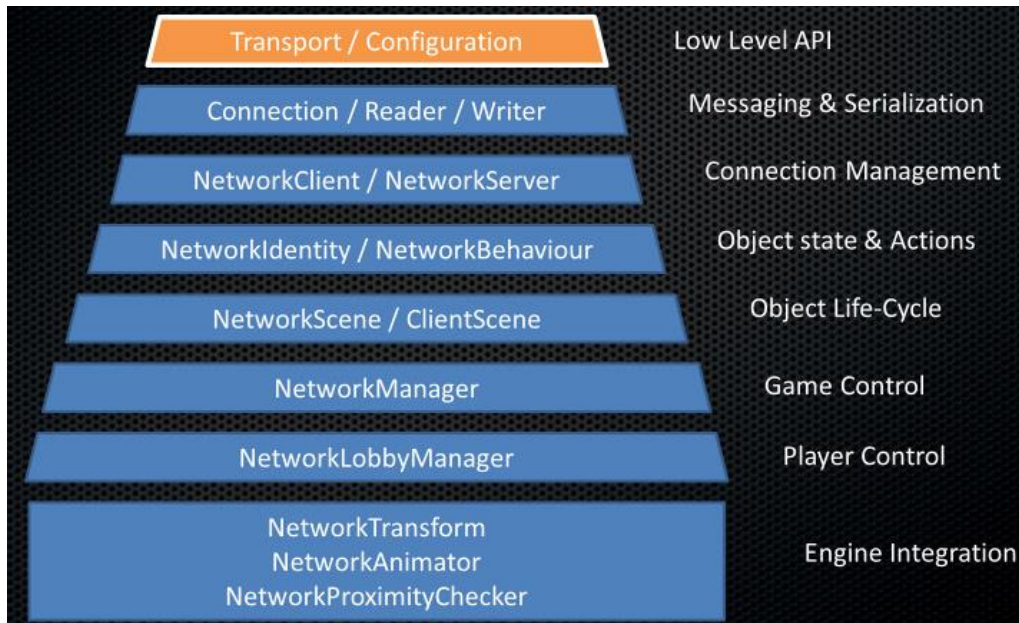 Transport / Configuration
Low Level API
Connection / Reader / Writer
Messaging & Serialization
NetworkClient / NetworkServer
Connection Management
NetworkIdentity / NetworkBehaviour
Object state & Actions
NetworkScene / ClientScene
Object Life-Cycle
NetworkManager
Game Control
NetworkLobbyManager
Player Control
NetworkTransform
NetworkAnimator
NetworkProximityChecker
Engine Integration